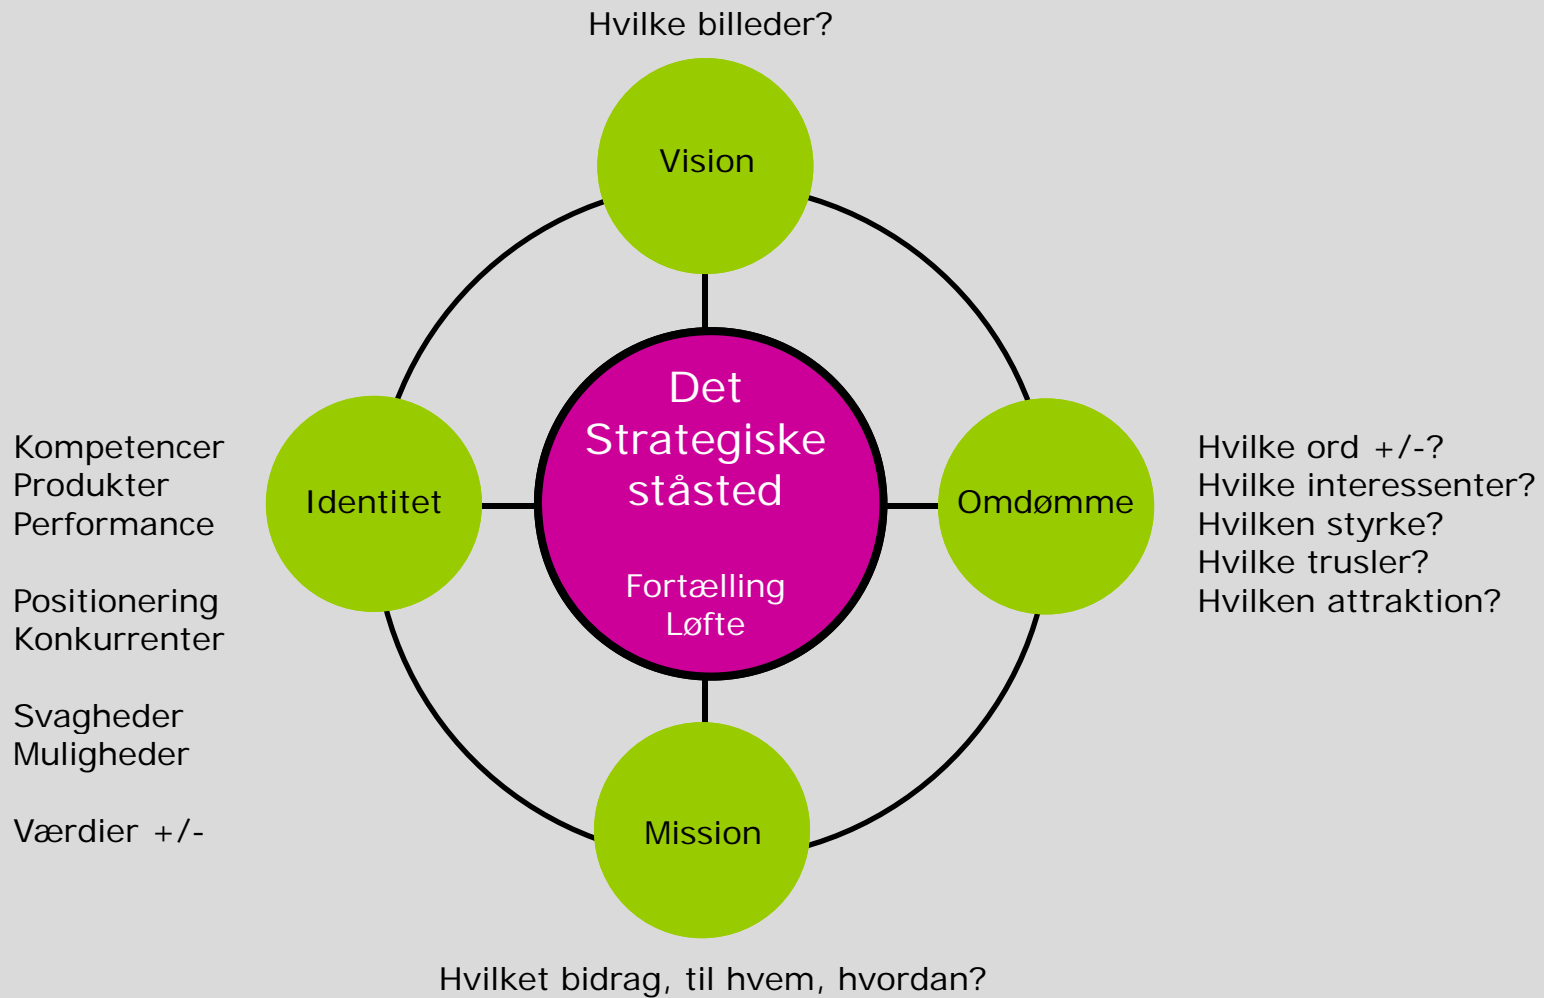 Hvilke billeder?
Vision
Det
Strategiske
ståsted
Fortælling
Løfte
Identitet
Kompetencer
Produkter
Performance
Positionering
Konkurrenter
Svagheder
Muligheder
Værdier +/-
Omdømme
Hvilke ord +/-?
Hvilke interessenter?
Hvilken styrke?
Hvilke trusler?
Hvilken attraktion?
Mission
Hvilket bidrag, til hvem, hvordan?